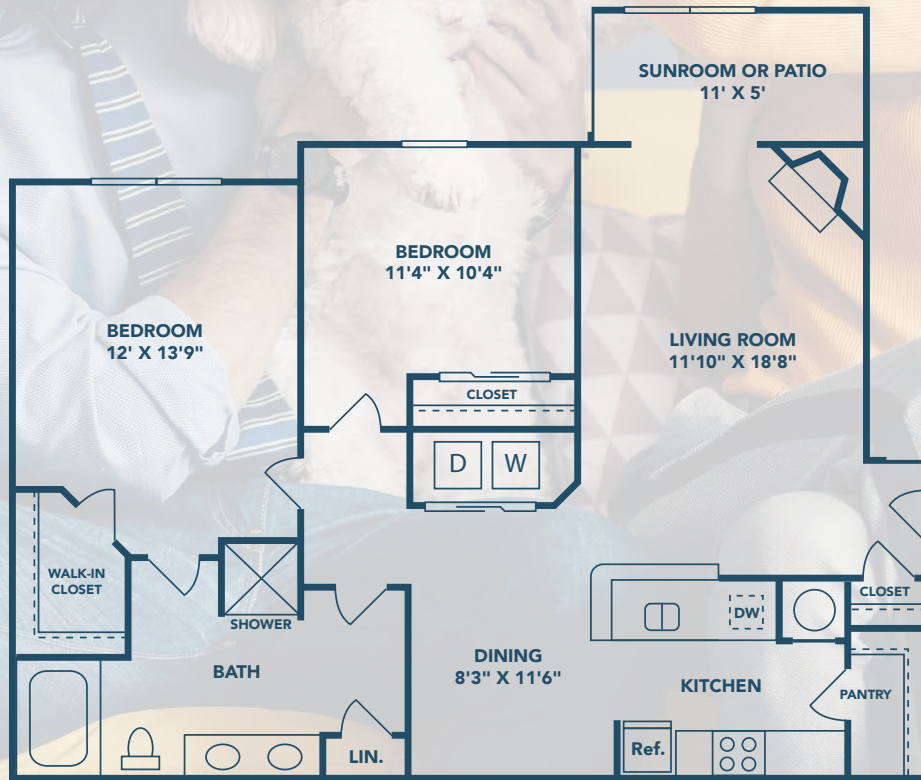 SUNROOM OR PATIO
11' X 5'
BEDROOM
11'4" X 10'4"
BEDROOM
12' X 13'9"
LIVING ROOM
11'10" X 18'8"
CLOSET
D
W
WALK-IN
CLOSET
SHOWER
DW
CLOSET
BATH
DINING
8'3" X 11'6"
KITCHEN
PANTRY
LIN.
Ref.